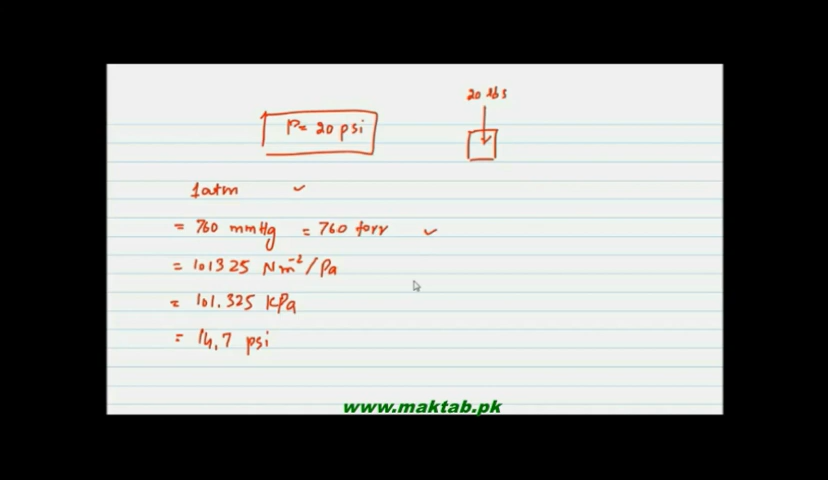 20 lbs
P= 20 psi
1atm
= 760 mmHg = 760 torr
= 101325 Nm⁻²/Pa
= 101.325 KPa
= 14.7 psi
www.maktab.pk